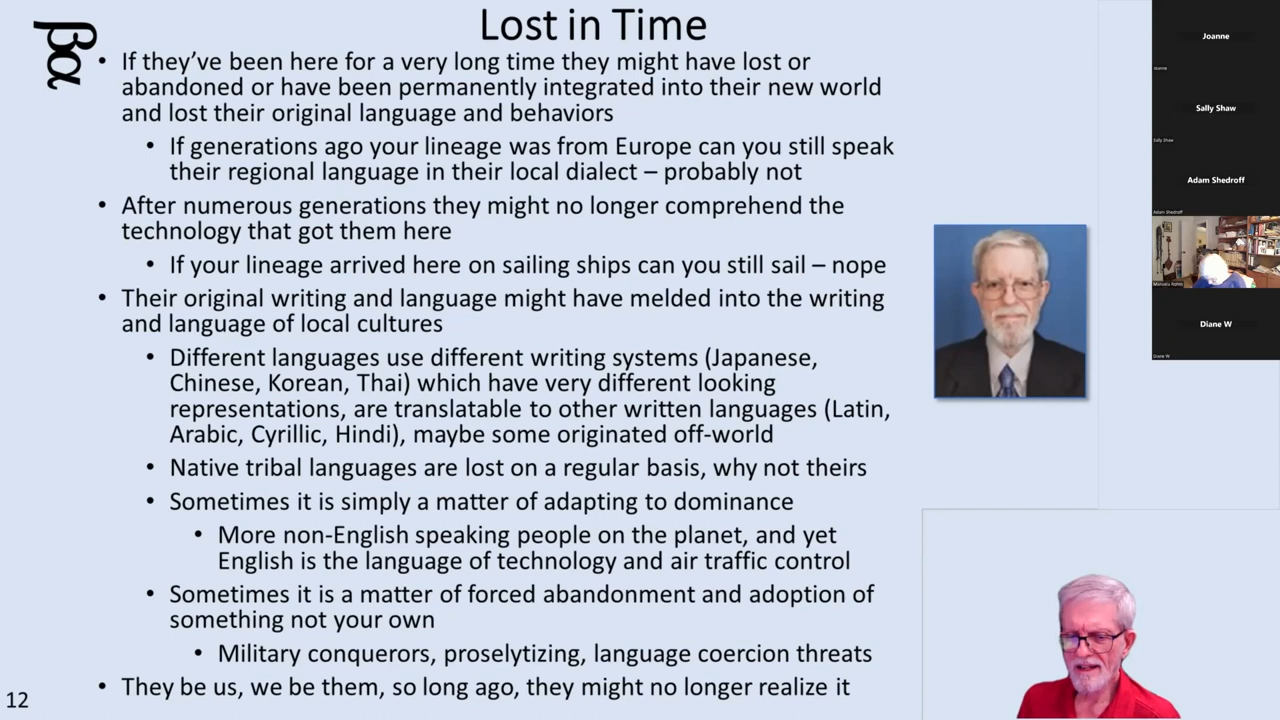 Lost in Time
• If they’ve been here for a very long time they might have lost or
abandoned or have been permanently integrated into their new world
and lost their original language and behaviors
• If generations ago your lineage was from Europe can you still speak
their regional language in their local dialect – probably not
• After numerous generations they might no longer comprehend the
technology that got them here
• If your lineage arrived here on sailing ships can you still sail – nope
• Their original writing and language might have melded into the writing
and language of local cultures
• Different languages use different writing systems (Japanese,
Chinese, Korean, Thai) which have very different looking
representations, are translatable to other written languages (Latin,
Arabic, Cyrillic, Hindi), maybe some originated off-world
• Native tribal languages are lost on a regular basis, why not theirs
• Sometimes it is simply a matter of adapting to dominance
• More non-English speaking people on the planet, and yet
English is the language of technology and air traffic control
• Sometimes it is a matter of forced abandonment and adoption of
something not your own
• Military conquerors, proselytizing, language coercion threats
• They be us, we be them, so long ago, they might no longer realize it
12
Joanne
Joanne
Sally Shaw
Sally Shaw
Adam Shedroff
Adam Shedroff
Diane W
Diane W